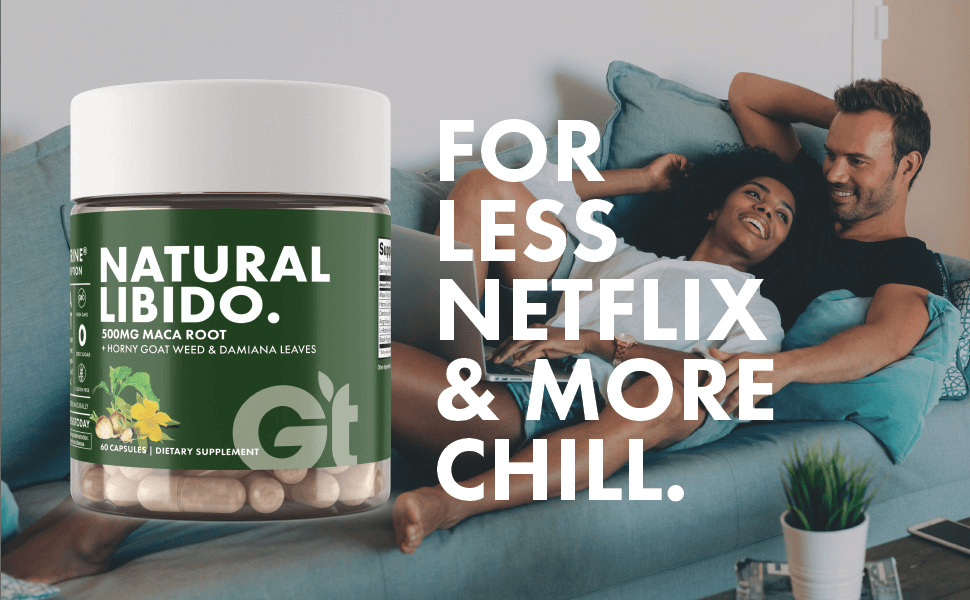 NATURAL
LIBIDO.
500MG MACA ROOT
+ HORNY GOAT WEED & DAMIANA LEAVES
Gt
60 CAPSULES | DIETARY SUPPLEMENT
FOR
LESS
NETFLIX
& MORE
CHILL.